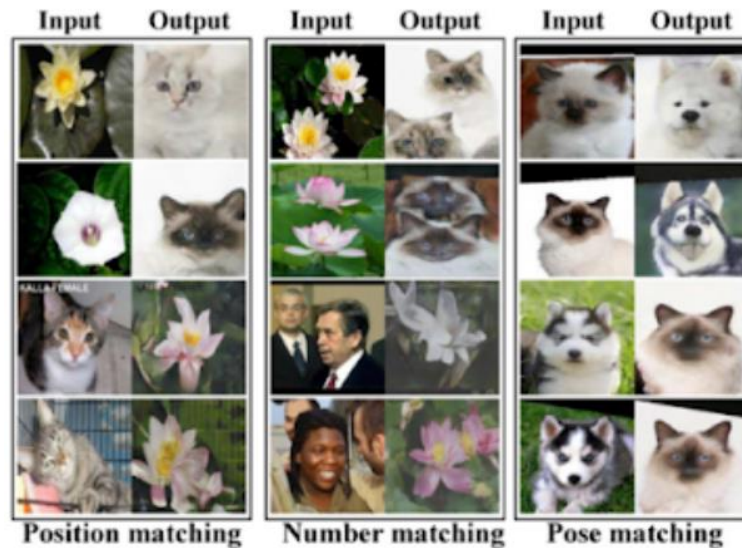 Input Output Input Output Input Output
KALLA FEMALE
Position matching Number matching Pose matching